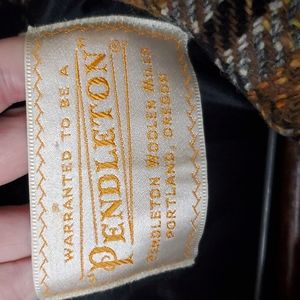 WARRANTED TO BE A
"PENDLETON"
PENDLETON WOOLEN MILLS
PORTLAND, OREGON